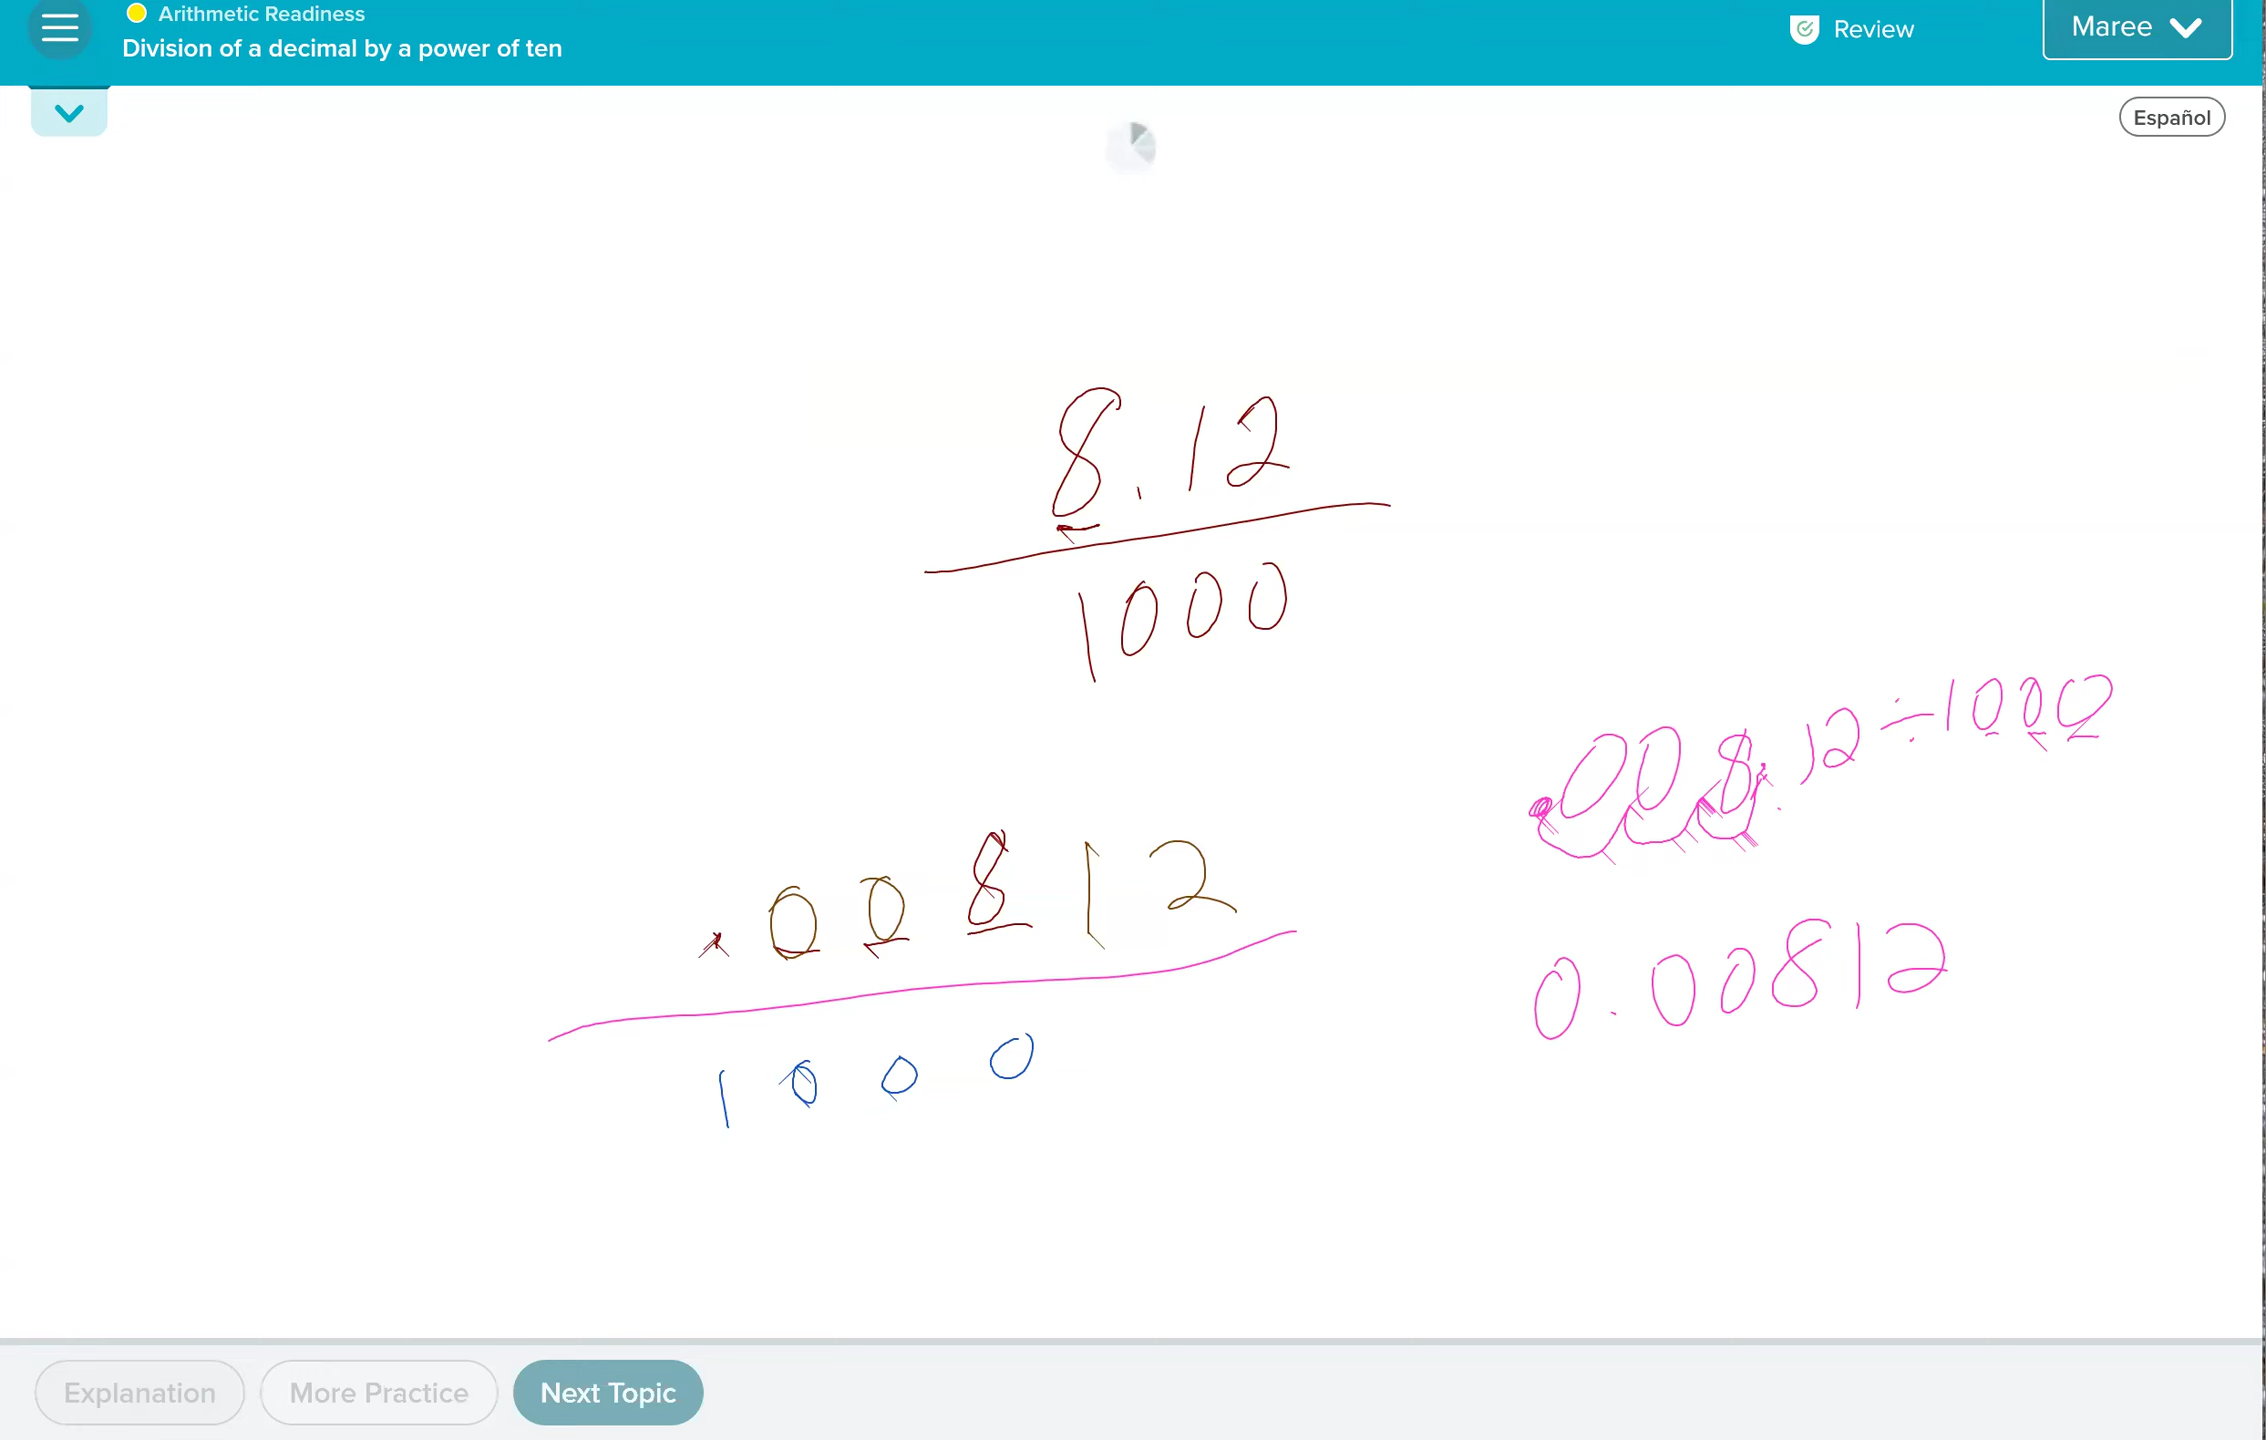 Arithmetic Readiness
Division of a decimal by a power of ten
Review
Maree
Español
8.12
1000
008.12÷1000
.00812
0.00812
1000
Explanation
More Practice
Next Topic